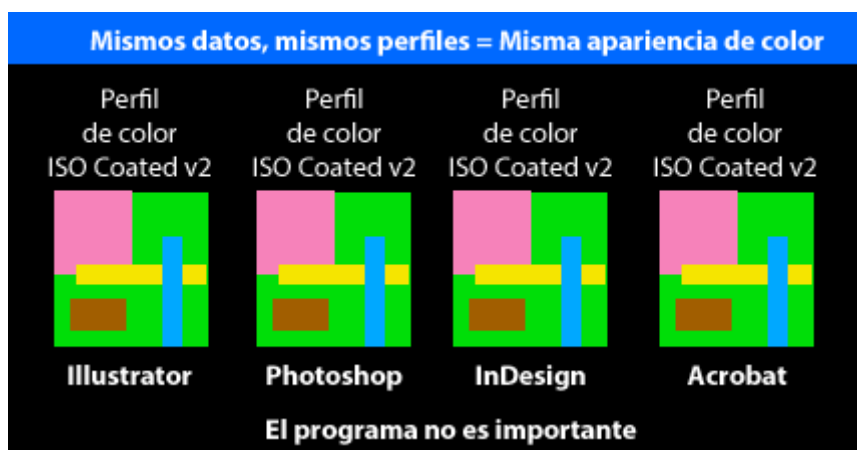 Mismos datos, mismos perfiles = Misma apariencia de color
Perfil
de color
ISO Coated v2
Perfil
de color
ISO Coated v2
Perfil
de color
ISO Coated v2
Perfil
de color
ISO Coated v2
Illustrator
Photoshop
InDesign
Acrobat
El programa no es importante